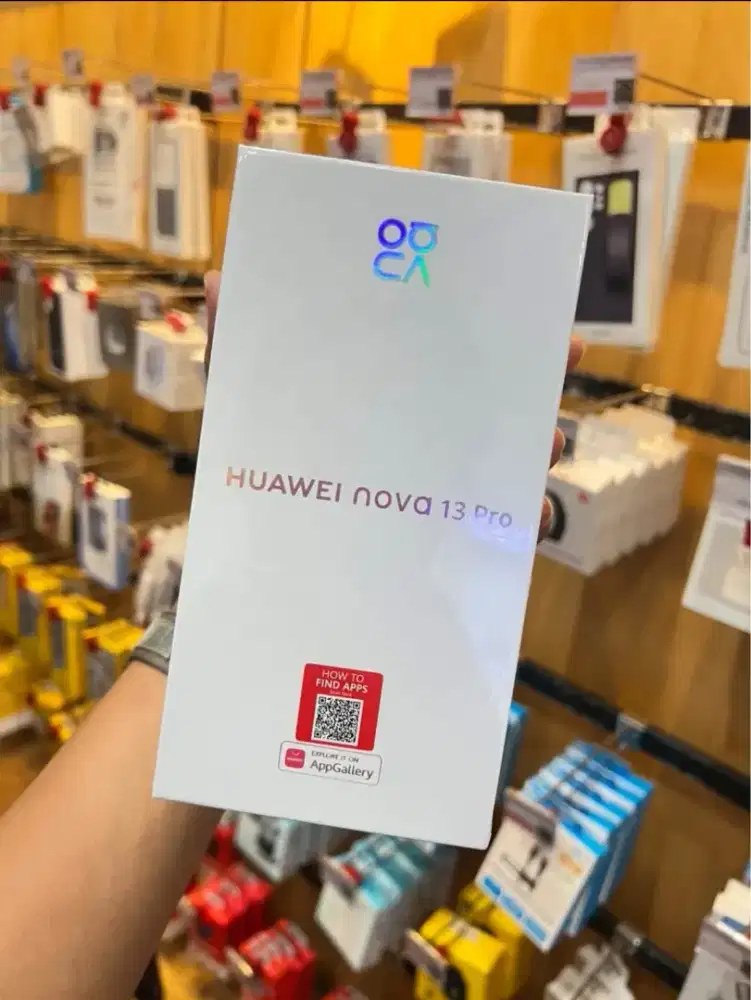 HUAWEI nova 13 Pro
HOW TO
FIND APPS
EXPLORE IT ON
AppGallery